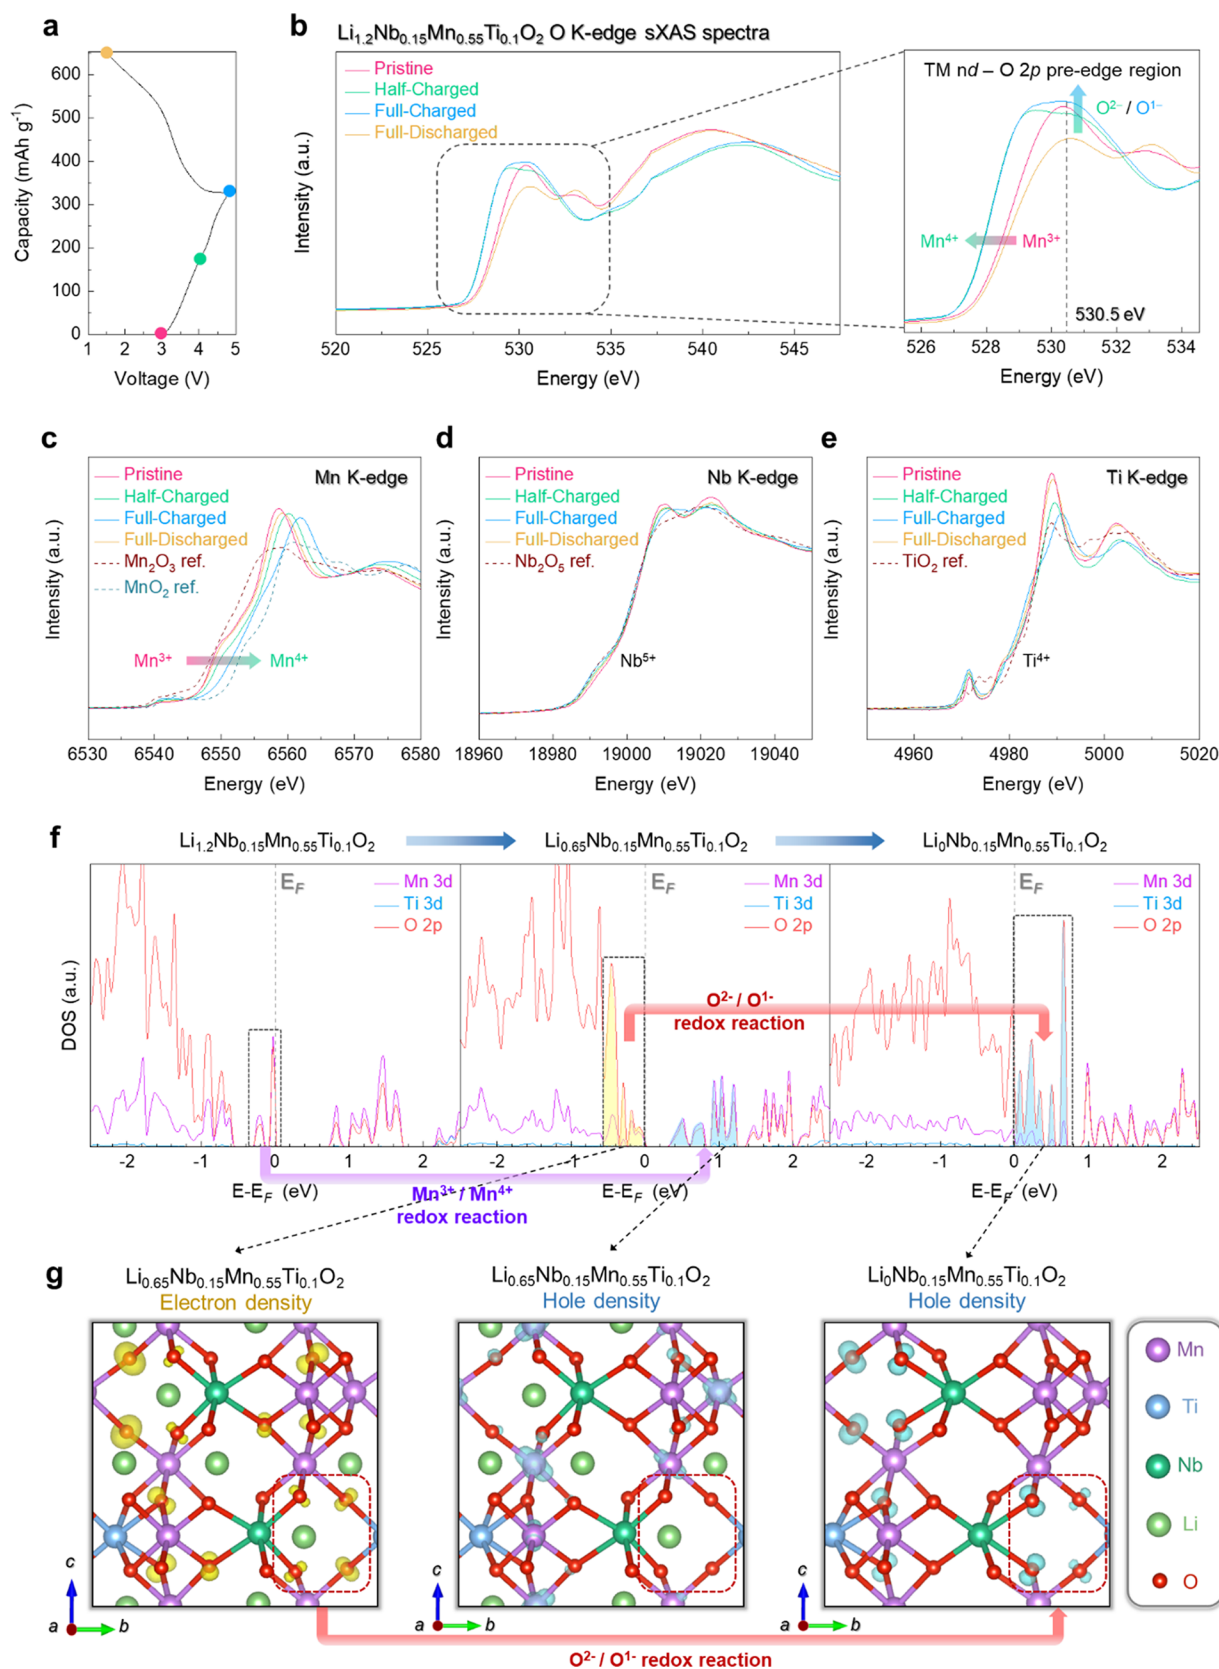 a
600
500
400
300
200
100
0
Capacity (mAh g⁻¹)
1 2 3 4 5
Voltage (V)
b
Li₁.₂Nb₀.₁₅Mn₀.₅₅Ti₀.₁O₂ O K-edge sXAS spectra
Pristine
Half-Charged
Full-Charged
Full-Discharged
Intensity (a.u.)
520 525 530 535 540 545
Energy (eV)
TM nd – O 2p pre-edge region
O²⁻ / O¹⁻
Mn⁴⁺ Mn³⁺
530.5 eV
526 528 530 532 534
Energy (eV)
c
Pristine
Half-Charged
Full-Charged
Full-Discharged
Mn₂O₃ ref.
MnO₂ ref.
Mn K-edge
Mn³⁺ Mn⁴⁺
Intensity (a.u.)
6530 6540 6550 6560 6570 6580
Energy (eV)
d
Pristine
Half-Charged
Full-Charged
Full-Discharged
Nb₂O₅ ref.
Nb K-edge
Nb⁵⁺
Intensity (a.u.)
18960 18980 19000 19020 19040
Energy (eV)
e
Pristine
Half-Charged
Full-Charged
Full-Discharged
TiO₂ ref.
Ti K-edge
Ti⁴⁺
Intensity (a.u.)
4960 4980 5000 5020
Energy (eV)
f
Li₁.₂Nb₀.₁₅Mn₀.₅₅Ti₀.₁O₂ Li₀.₆₅Nb₀.₁₅Mn₀.₅₅Ti₀.₁O₂ Li₀Nb₀.₁₅Mn₀.₅₅Ti₀.₁O₂
DOS (a.u.)
E_F
Mn 3d
Ti 3d
O 2p
E_F
Mn 3d
Ti 3d
O 2p
E_F
Mn 3d
Ti 3d
O 2p
O²⁻ / O¹⁻
redox reaction
-2 -1 0 1 2 -2 -1 0 1 2 -2 -1 0 1 2
E-E_F (eV) E-E_F (eV) E-E_F (eV)
Mn³⁺ / Mn⁴⁺
redox reaction
g
Li₀.₆₅Nb₀.₁₅Mn₀.₅₅Ti₀.₁O₂
Electron density
Li₀.₆₅Nb₀.₁₅Mn₀.₅₅Ti₀.₁O₂
Hole density
Li₀Nb₀.₁₅Mn₀.₅₅Ti₀.₁O₂
Hole density
Mn
Ti
Nb
Li
O
c
a b
c
a b
c
a b
O²⁻ / O¹⁻ redox reaction